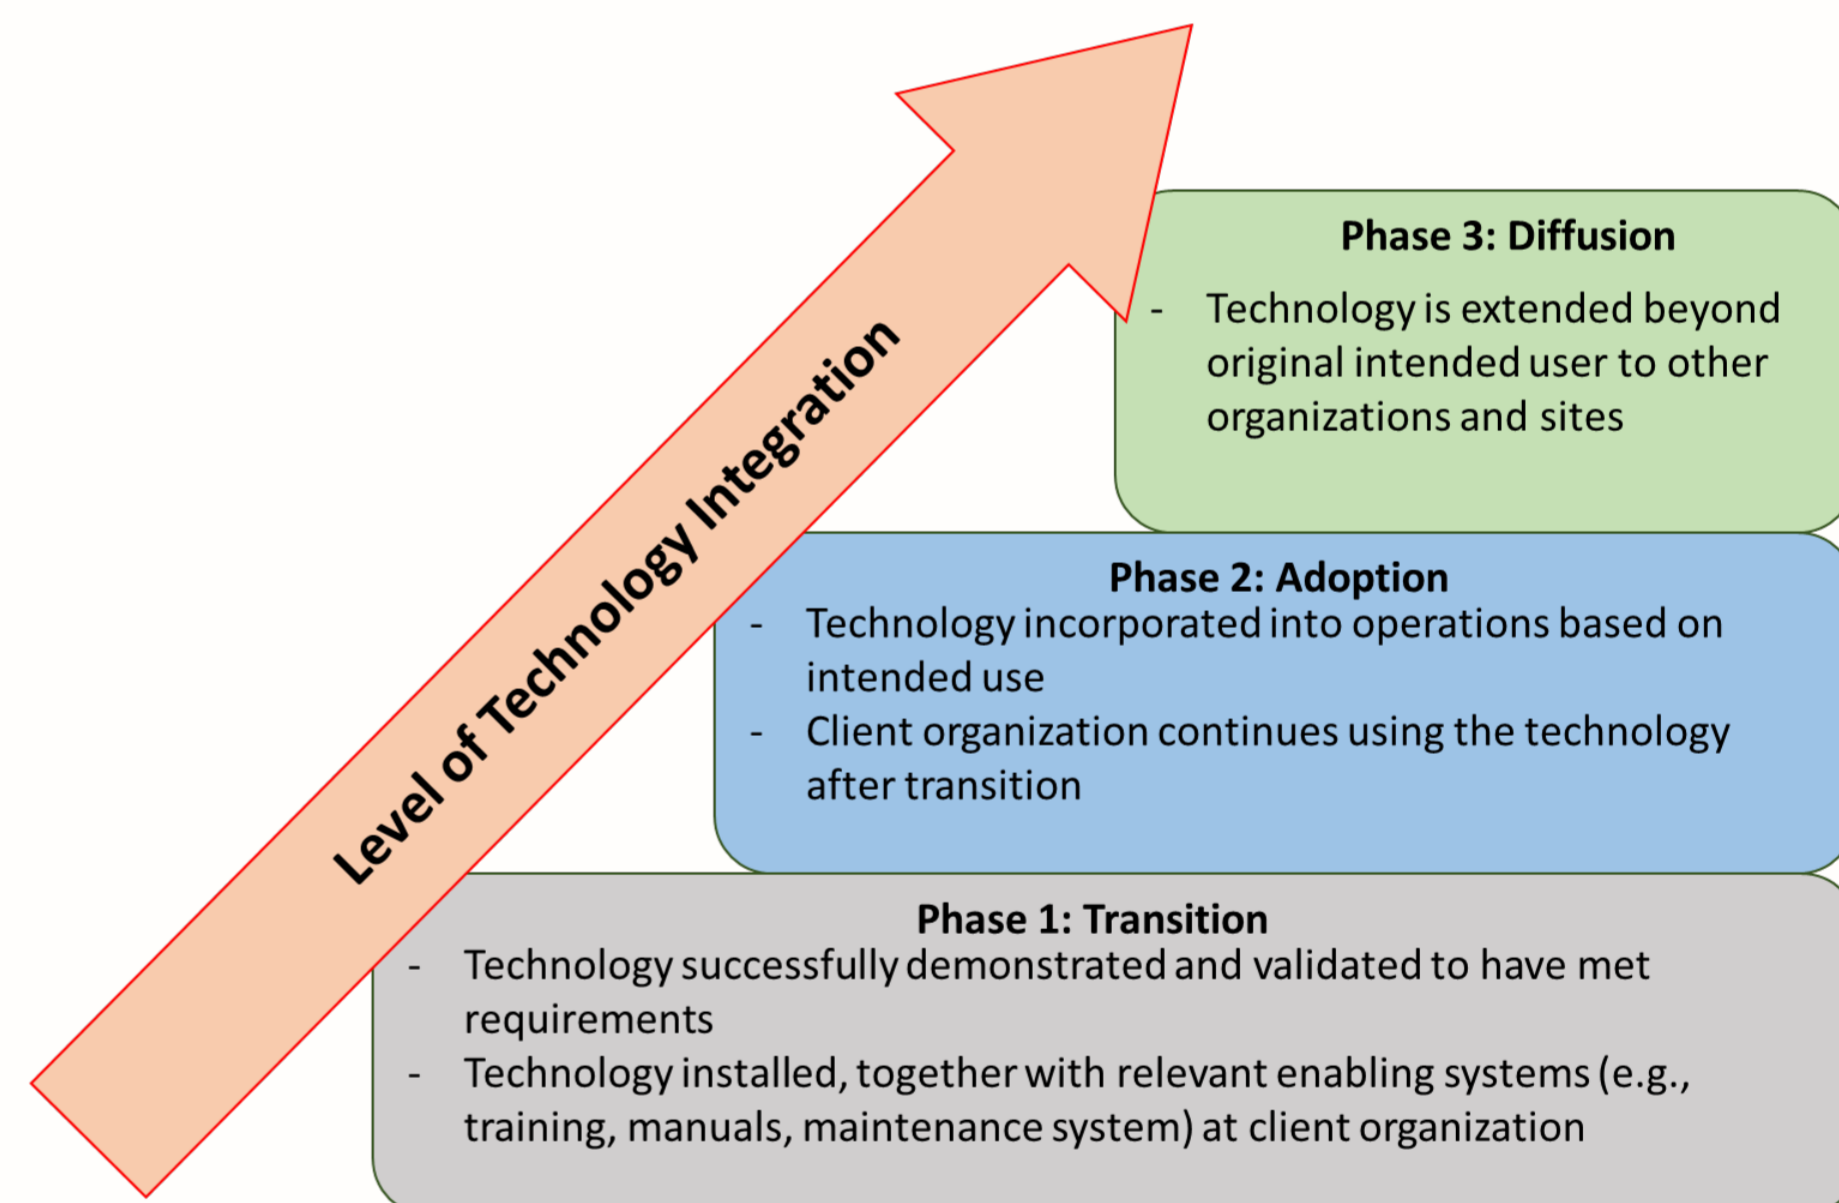 Level of Technology Integration
Phase 3: Diffusion
- Technology is extended beyond
original intended user to other
organizations and sites
Phase 2: Adoption
- Technology incorporated into operations based on
intended use
- Client organization continues using the technology
after transition
Phase 1: Transition
- Technology successfully demonstrated and validated to have met
requirements
- Technology installed, together with relevant enabling systems (e.g.,
training, manuals, maintenance system) at client organization